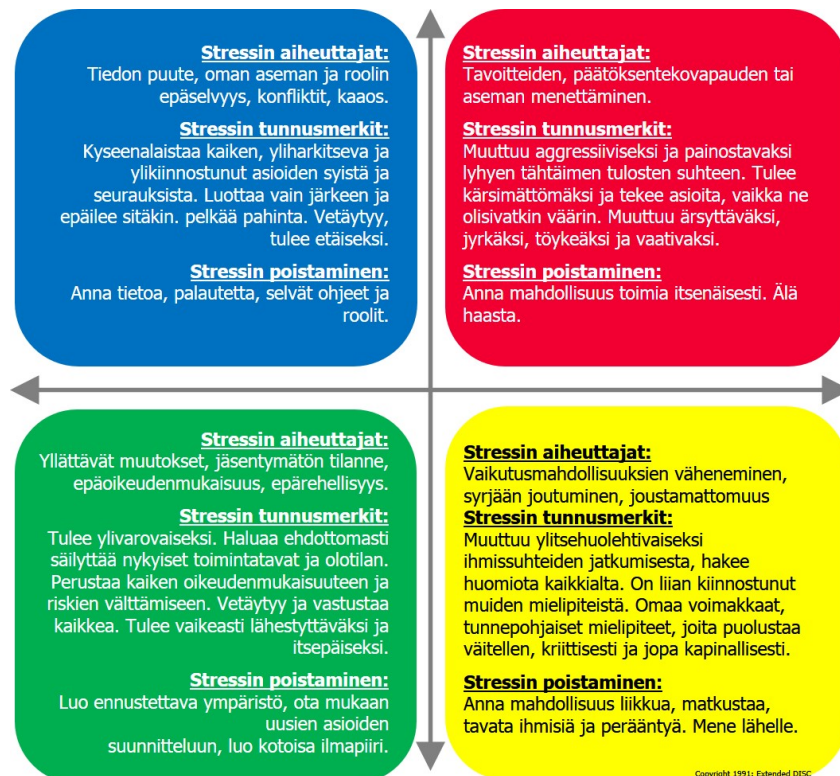 Stressin aiheuttajat:
Tiedon puute, oman aseman ja roolin
epäselvyys, konfliktit, kaaos.
Stressin tunnusmerkit:
Kyseenalaistaa kaiken, yliharkitseva ja
ylikiinnostunut asioiden syistä ja
seurauksista. Luottaa vain järkeen ja
epäilee sitäkin. pelkää pahinta. Vetäytyy,
tulee etäiseksi.
Stressin poistaminen:
Anna tietoa, palautetta, selvät ohjeet ja
roolit.
Stressin aiheuttajat:
Tavoitteiden, päätöksentekovapauden tai
aseman menettäminen.
Stressin tunnusmerkit:
Muuttuu aggressiiviseksi ja painostavaksi
lyhyen tähtäimen tulosten suhteen. Tulee
kärsimättömäksi ja tekee asioita, vaikka ne
olisivatkin väärin. Muuttuu ärsyttäväksi,
jyrkäksi, töykeäksi ja vaativaksi.
Stressin poistaminen:
Anna mahdollisuus toimia itsenäisesti. Älä
haasta.
Stressin aiheuttajat:
Yllättävät muutokset, jäsentymätön tilanne,
epäoikeudenmukaisuus, epärehellisyys.
Stressin tunnusmerkit:
Tulee ylivarovaiseksi. Haluaa ehdottomasti
säilyttää nykyiset toimintatavat ja olotilan.
Perustaa kaiken oikeudenmukaisuuteen ja
riskien välttämiseen. Vetäytyy ja vastustaa
kaikkea. Tulee vaikeasti lähestyttäväksi ja
itsepäiseksi.
Stressin poistaminen:
Luo ennustettava ympäristö, ota mukaan
uusien asioiden
suunnitteluun, luo kotoisa ilmapiiri.
Stressin aiheuttajat:
Vaikutusmahdollisuuksien väheneminen,
syrjään joutuminen, joustamattomuus
Stressin tunnusmerkit:
Muuttuu ylitsehuolehtivaiseksi
ihmissuhteiden jatkumisesta, hakee
huomiota kaikkialta. On liian kiinnostunut
muiden mielipiteistä. Omaa voimakkaat,
tunnepohjaiset mielipiteet, joita puolustaa
väitellen, kriittisesti ja jopa kapinallisesti.
Stressin poistaminen:
Anna mahdollisuus liikkua, matkustaa,
tavata ihmisiä ja perääntyä. Mene lähelle.
Copyright 1991: Extended DISC